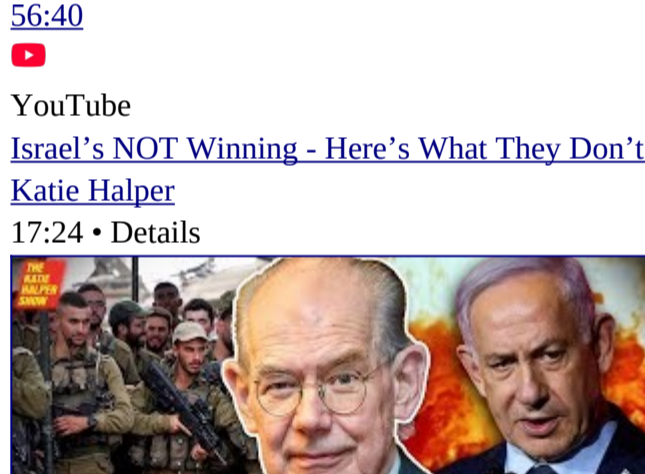 56:40
YouTube
Israel’s NOT Winning - Here’s What They Don’t
Katie Halper
17:24 • Details
THE
KATIE
HALPER
SHOW